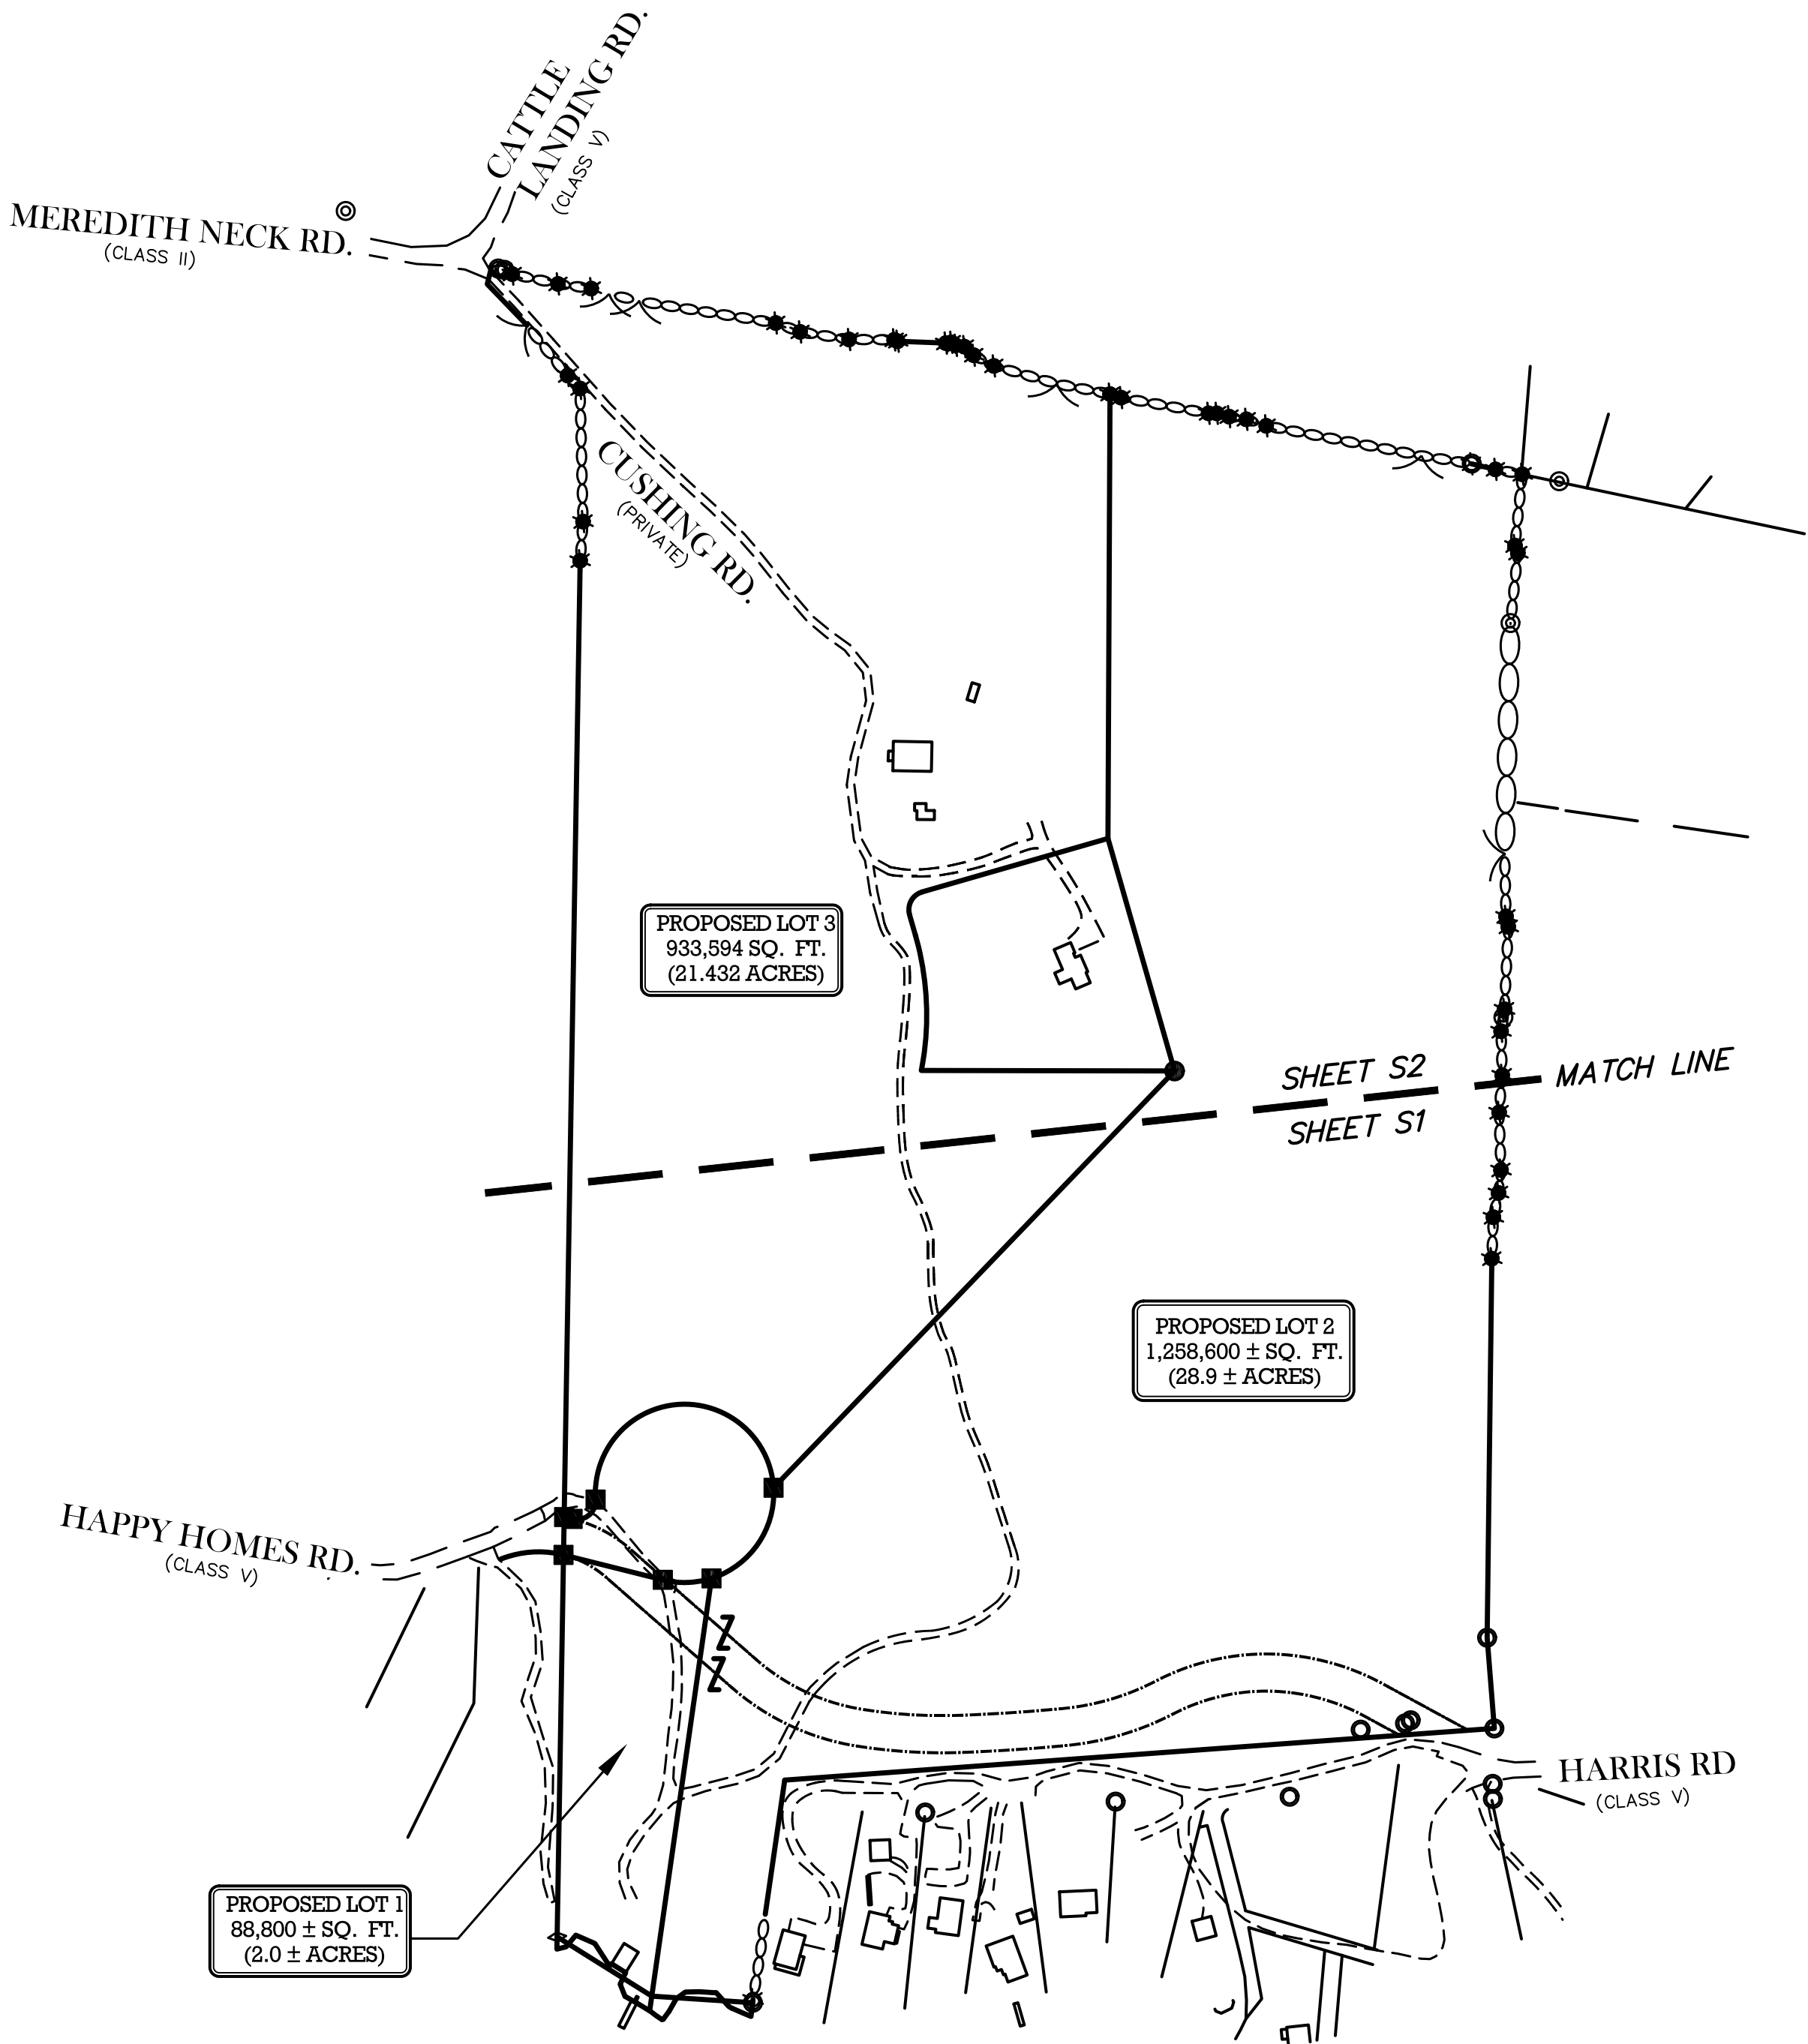 CATTLE
LANDING RD.
(CLASS V)
MEREDITH NECK RD.
(CLASS II)
CUSHING RD.
(PRIVATE)
PROPOSED LOT 3
933,594 SQ. FT.
(21.432 ACRES)
SHEET S2
MATCH LINE
SHEET S1
PROPOSED LOT 2
1,258,600 ± SQ. FT.
(28.9 ± ACRES)
HAPPY HOMES RD.
(CLASS V)
HARRIS RD
(CLASS V)
PROPOSED LOT 1
88,800 ± SQ. FT.
(2.0 ± ACRES)